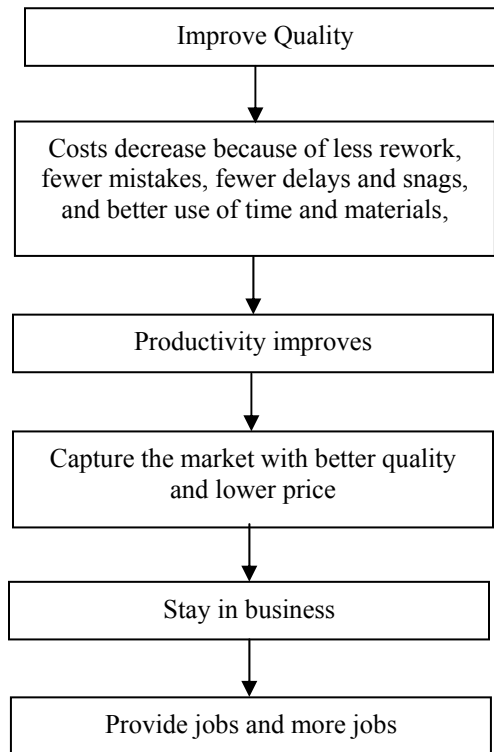 Improve Quality
Costs decrease because of less rework,
fewer mistakes, fewer delays and snags,
and better use of time and materials,
Productivity improves
Capture the market with better quality
and lower price
Stay in business
Provide jobs and more jobs